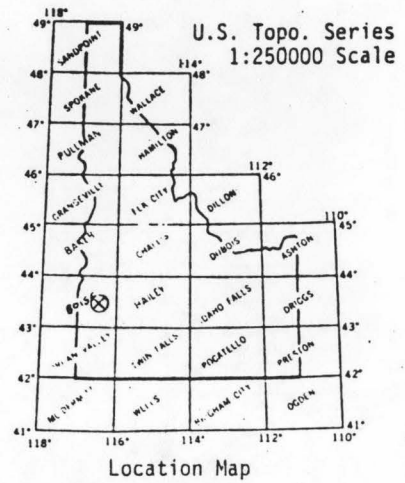 118°
49° 49°
U.S. Topo. Series
1:250000 Scale
SANDPOINT
48° 114° 48°
SPOKANE WALLACE
47° 47°
PULLMAN HAMILTON
46° 112° 46°
GRANGEVILLE ELK CITY DILLON
45° 110° 45°
BAKER CHALLIS DUBOIS ASHTON
44° 44°
BOISE HAILEY IDAHO FALLS DRIGGS
43° 43°
TWIN FALLS POCATELLO PRESTON
42° 42°
WELLS BRIGHAM CITY OGDEN
41° 41°
118° 116° 114° 112° 110°
Location Map